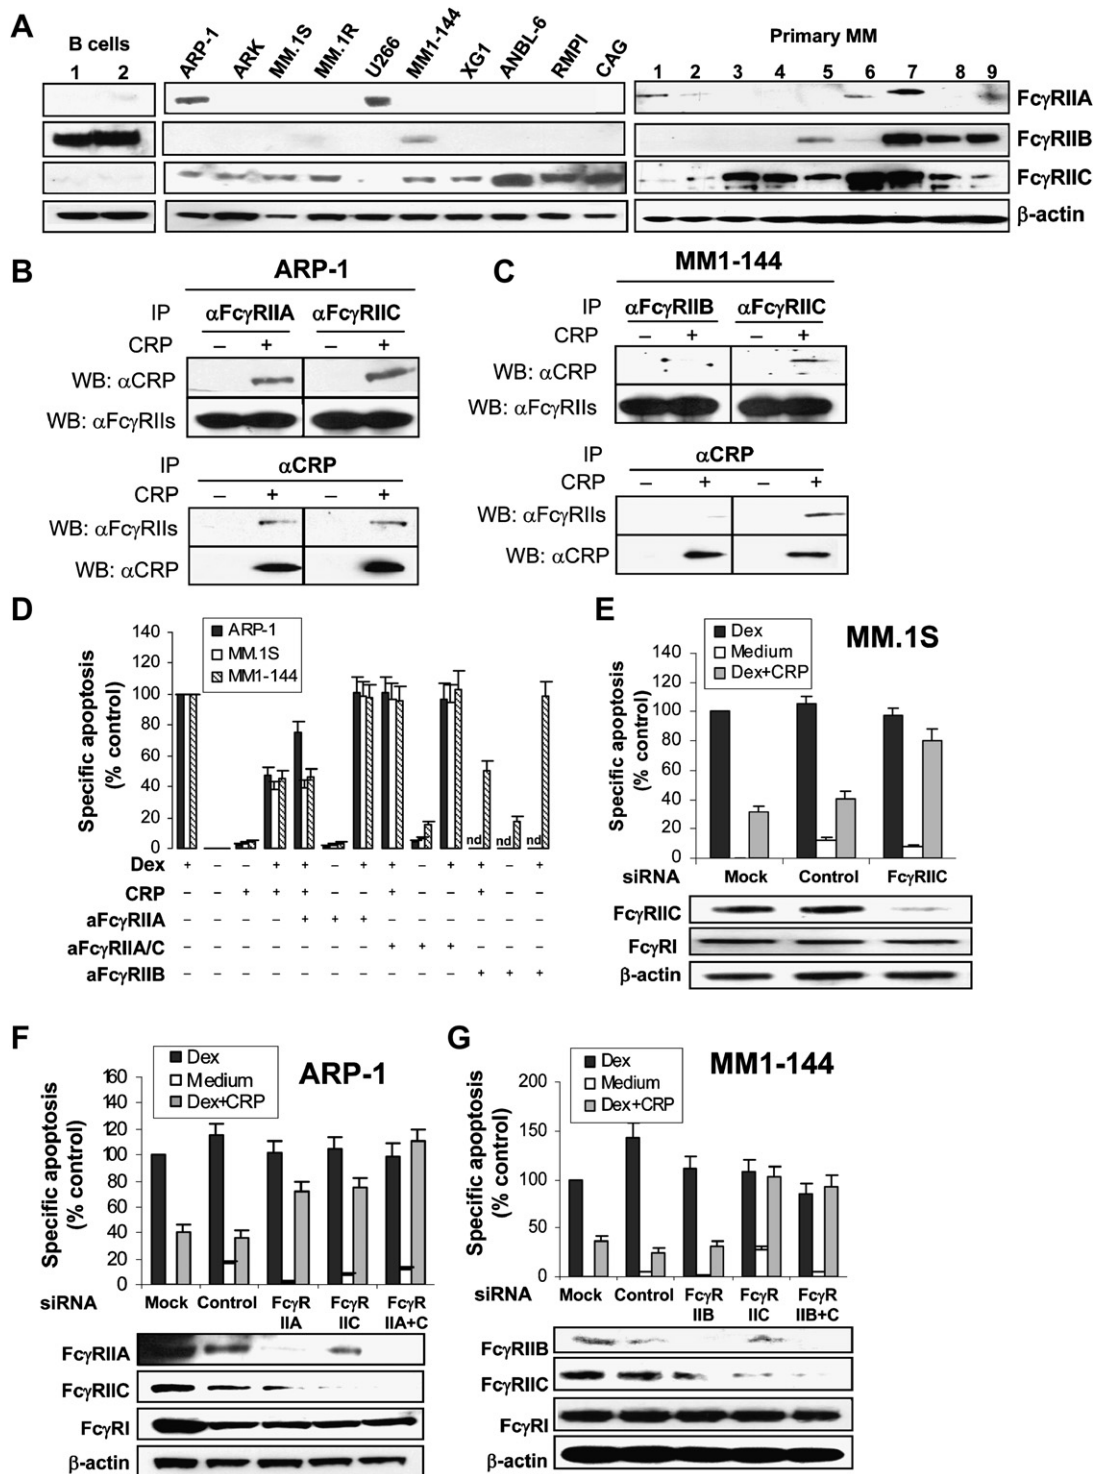 A
B cells
1 2
ARP-1 ARK MM.1S MM.1R U266 MM1-144 XG1 ANBL-6 RMPI CAG
Primary MM
1 2 3 4 5 6 7 8 9
FcγRIIA
FcγRIIB
FcγRIIC
β-actin
B
ARP-1
IP αFcγRIIA αFcγRIIC
CRP – + – +
WB: αCRP
WB: αFcγRIIs
IP αCRP
CRP – + – +
WB: αFcγRIIs
WB: αCRP
C
MM1-144
IP αFcγRIIB αFcγRIIC
CRP – + – +
WB: αCRP
WB: αFcγRIIs
IP αCRP
CRP – + – +
WB: αFcγRIIs
WB: αCRP
D
Specific apoptosis
(% control)
140
120
100
80
60
40
20
0
ARP-1
MM.1S
MM1-144
nd nd nd
Dex + – – + + – + + – + + – +
CRP – – + + + – – + – – + – –
aFcγRIIA – – – – + + + – – – – – –
aFcγRIIA/C – – – – – – – + + + – – –
aFcγRIIB – – – – – – – – – – + + +
E
MM.1S
Dex
Medium
Dex+CRP
Specific apoptosis
(% control)
140
120
100
80
60
40
20
0
siRNA Mock Control FcγRIIC
FcγRIIC
FcγRI
β-actin
F
ARP-1
Dex
Medium
Dex+CRP
Specific apoptosis
(% control)
160
140
120
100
80
60
40
20
0
siRNA Mock Control FcγR FcγR FcγR
IIA IIC IIA+C
FcγRIIA
FcγRIIC
FcγRI
β-actin
G
MM1-144
Dex
Medium
Dex+CRP
Specific apoptosis
(% control)
200
150
100
50
0
siRNA Mock Control FcγR FcγR FcγR
IIB IIC IIB+C
FcγRIIB
FcγRIIC
FcγRI
β-actin